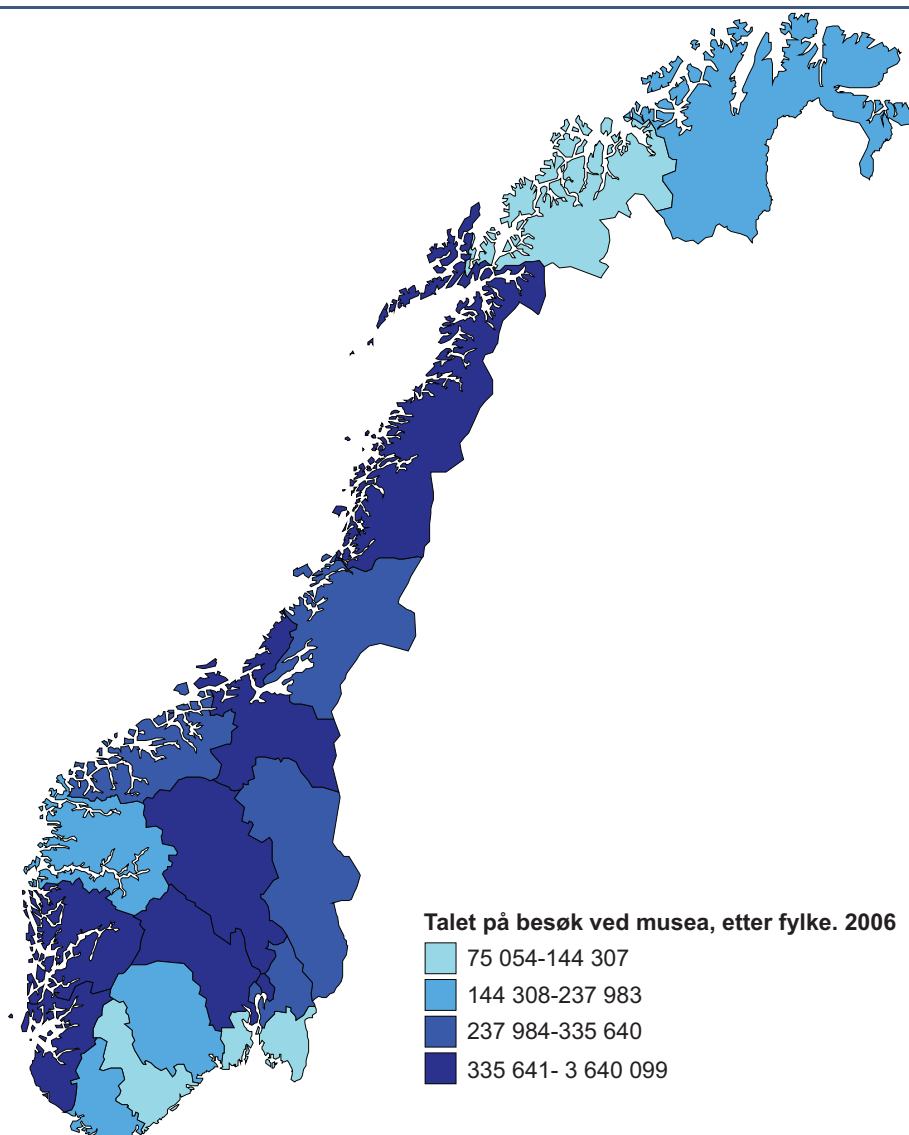 Talet på besøk ved musea, etter fylke. 2006
75 054-144 307
144 308-237 983
237 984-335 640
335 641- 3 640 099